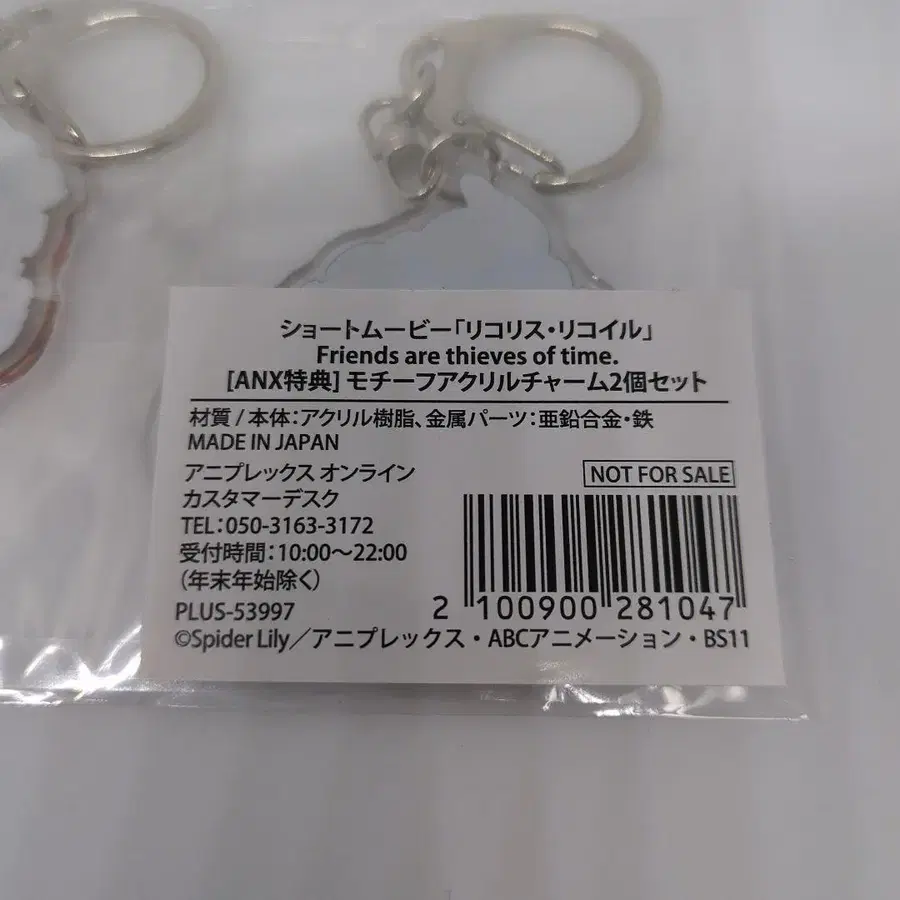 ショートムービー「リコリス・リコイル」
Friends are thieves of time.
[ANX特典] モチーフアクリルチャーム2個セット
材質 / 本体：アクリル樹脂、金属パーツ：亜鉛合金・鉄
MADE IN JAPAN
アニプレックス オンライン
カスタマーデスク
TEL：050-3163-3172
受付時間：10:00～22:00
（年末年始除く）
PLUS-53997
NOT FOR SALE
2 100900 281047
©Spider Lily／アニプレックス・ABCアニメーション・BS11